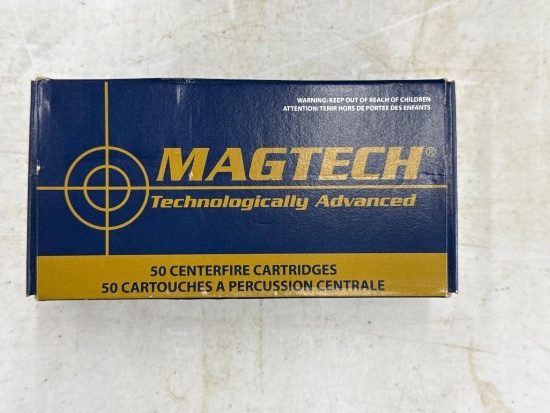 WARNING: KEEP OUT OF REACH OF CHILDREN
ATTENTION: TENIR HORS DE PORTEE DES ENFANTS
MAGTECH®
Technologically Advanced
50 CENTERFIRE CARTRIDGES
50 CARTOUCHES A PERCUSSION CENTRALE